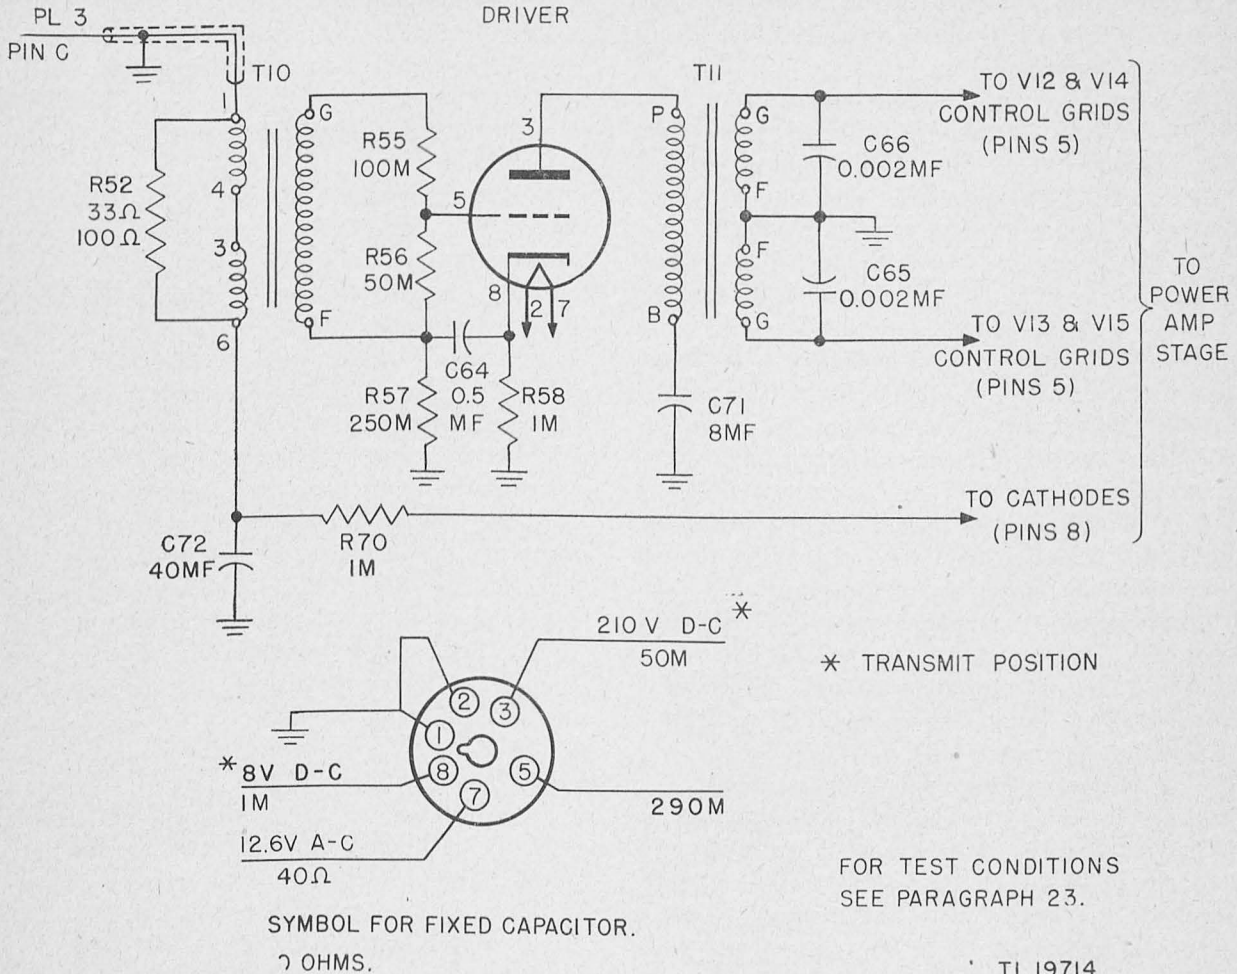 DRIVER
PL 3
PIN C
T10
T11
1
4
3
6
R52
33Ω
100Ω
G
F
R55
100M
R56
50M
R57
250M
C64
0.5
MF
R58
1M
3
5
8
2
7
P
B
G
F
F
G
C66
0.002MF
C65
0.002MF
C71
8MF
TO V12 & V14
CONTROL GRIDS
(PINS 5)
TO V13 & V15
CONTROL GRIDS
(PINS 5)
TO CATHODES
(PINS 8)
TO
POWER
AMP
STAGE
C72
40MF
R70
1M
210 V D-C *
50M
* TRANSMIT POSITION
2
3
1
8
5
7
* 8V D-C
1M
290M
12.6V A-C
40Ω
FOR TEST CONDITIONS
SEE PARAGRAPH 23.
SYMBOL FOR FIXED CAPACITOR.
OHMS.
TL 19714